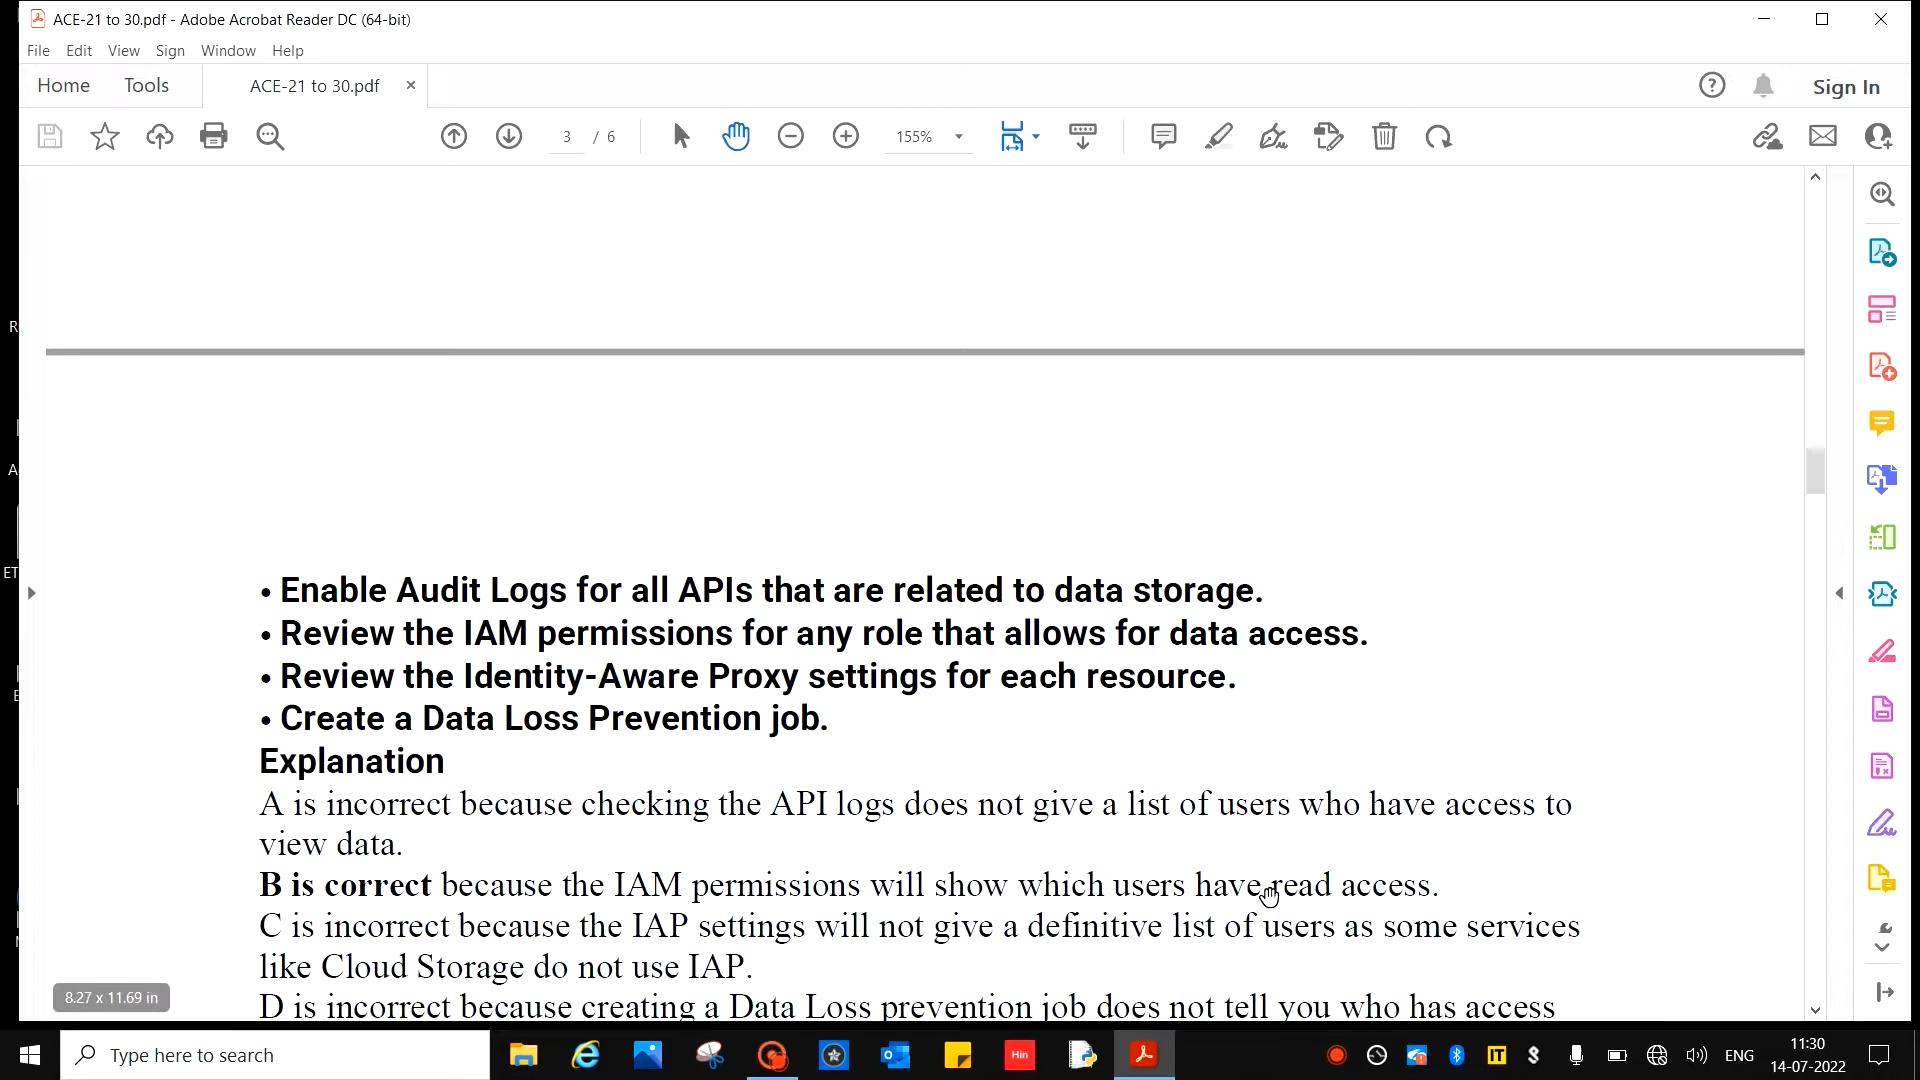 ACE-21 to 30.pdf - Adobe Acrobat Reader DC (64-bit)
File Edit View Sign Window Help
Home Tools ACE-21 to 30.pdf × Sign In
3 / 6 155%
• Enable Audit Logs for all APIs that are related to data storage.
• Review the IAM permissions for any role that allows for data access.
• Review the Identity-Aware Proxy settings for each resource.
• Create a Data Loss Prevention job.
Explanation
A is incorrect because checking the API logs does not give a list of users who have access to
view data.
B is correct because the IAM permissions will show which users have read access.
C is incorrect because the IAP settings will not give a definitive list of users as some services
like Cloud Storage do not use IAP.
D is incorrect because creating a Data Loss prevention job does not tell you who has access
8.27 x 11.69 in
Type here to search
Hin
IT
ENG
11:30
14-07-2022